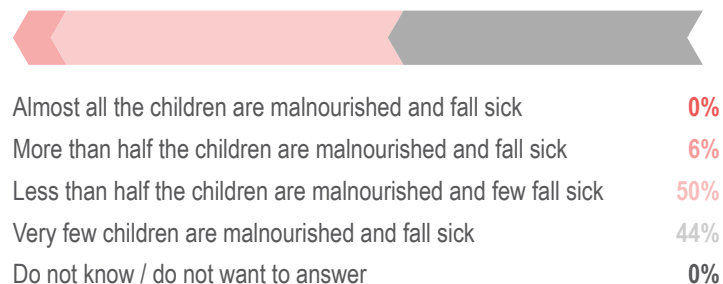 Almost all the children are malnourished and fall sick 0%
More than half the children are malnourished and fall sick 6%
Less than half the children are malnourished and few fall sick 50%
Very few children are malnourished and fall sick 44%
Do not know / do not want to answer 0%